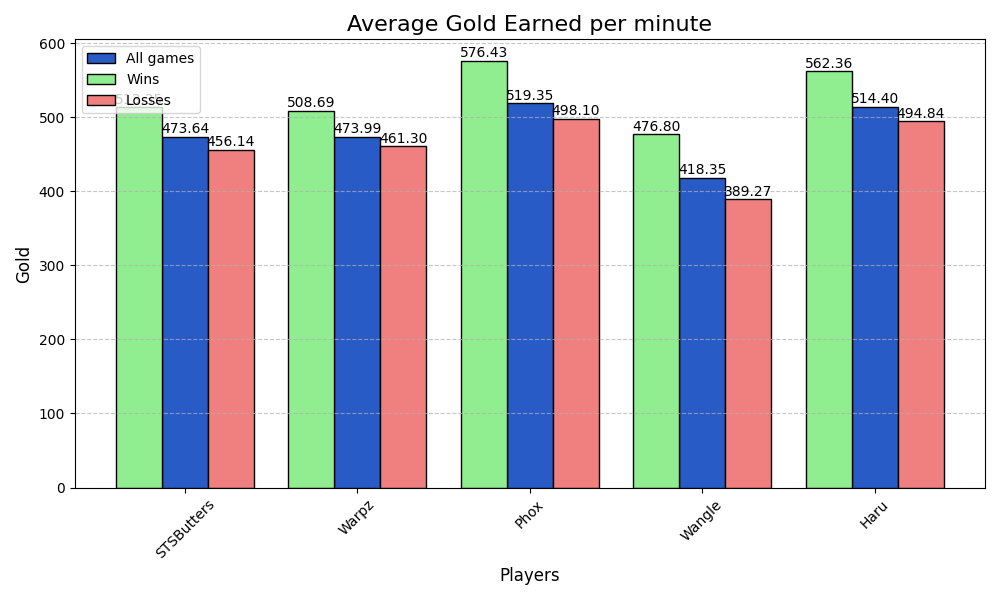 Average Gold Earned per minute
All games
Wins
Losses
Gold
600
500
400
300
200
100
0
473.64
456.14
508.69
473.99
461.30
576.43
519.35
498.10
476.80
418.35
389.27
562.36
514.40
494.84
STSButters
Warpz
Phox
Wangle
Haru
Players